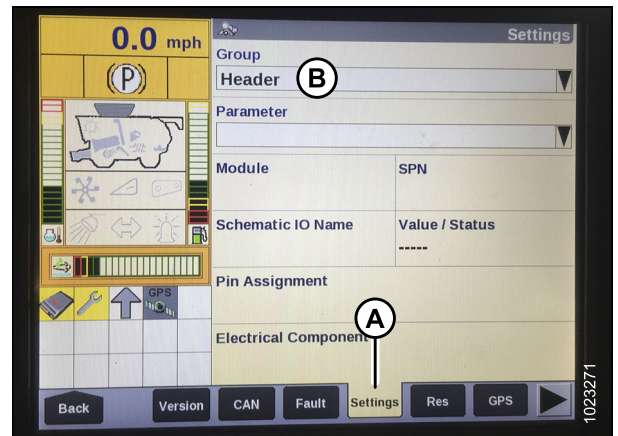 0.0 mph
Settings
(P)
Group
Header
B
Parameter
Module
SPN
Schematic IO Name
Value / Status
-----
Pin Assignment
GPS
A
Electrical Component
Back
Version
CAN
Fault
Settings
Res
GPS
1023271